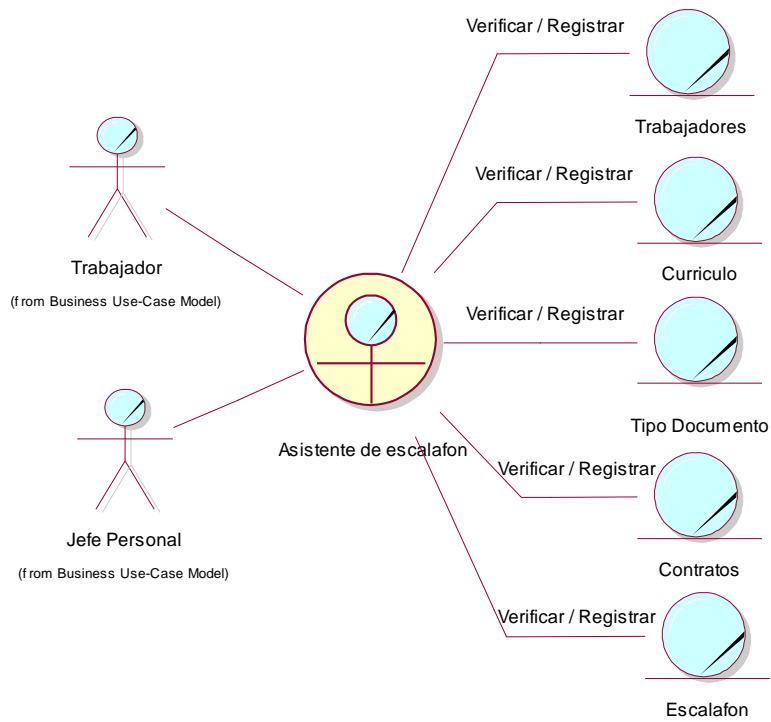 Verificar / Registrar
Trabajadores
Verificar / Registrar
Curriculo
Trabajador
(from Business Use-Case Model)
Verificar / Registrar
Tipo Documento
Asistente de escalafon
Verificar / Registrar
Jefe Personal
(from Business Use-Case Model)
Contratos
Verificar / Registrar
Escalafon